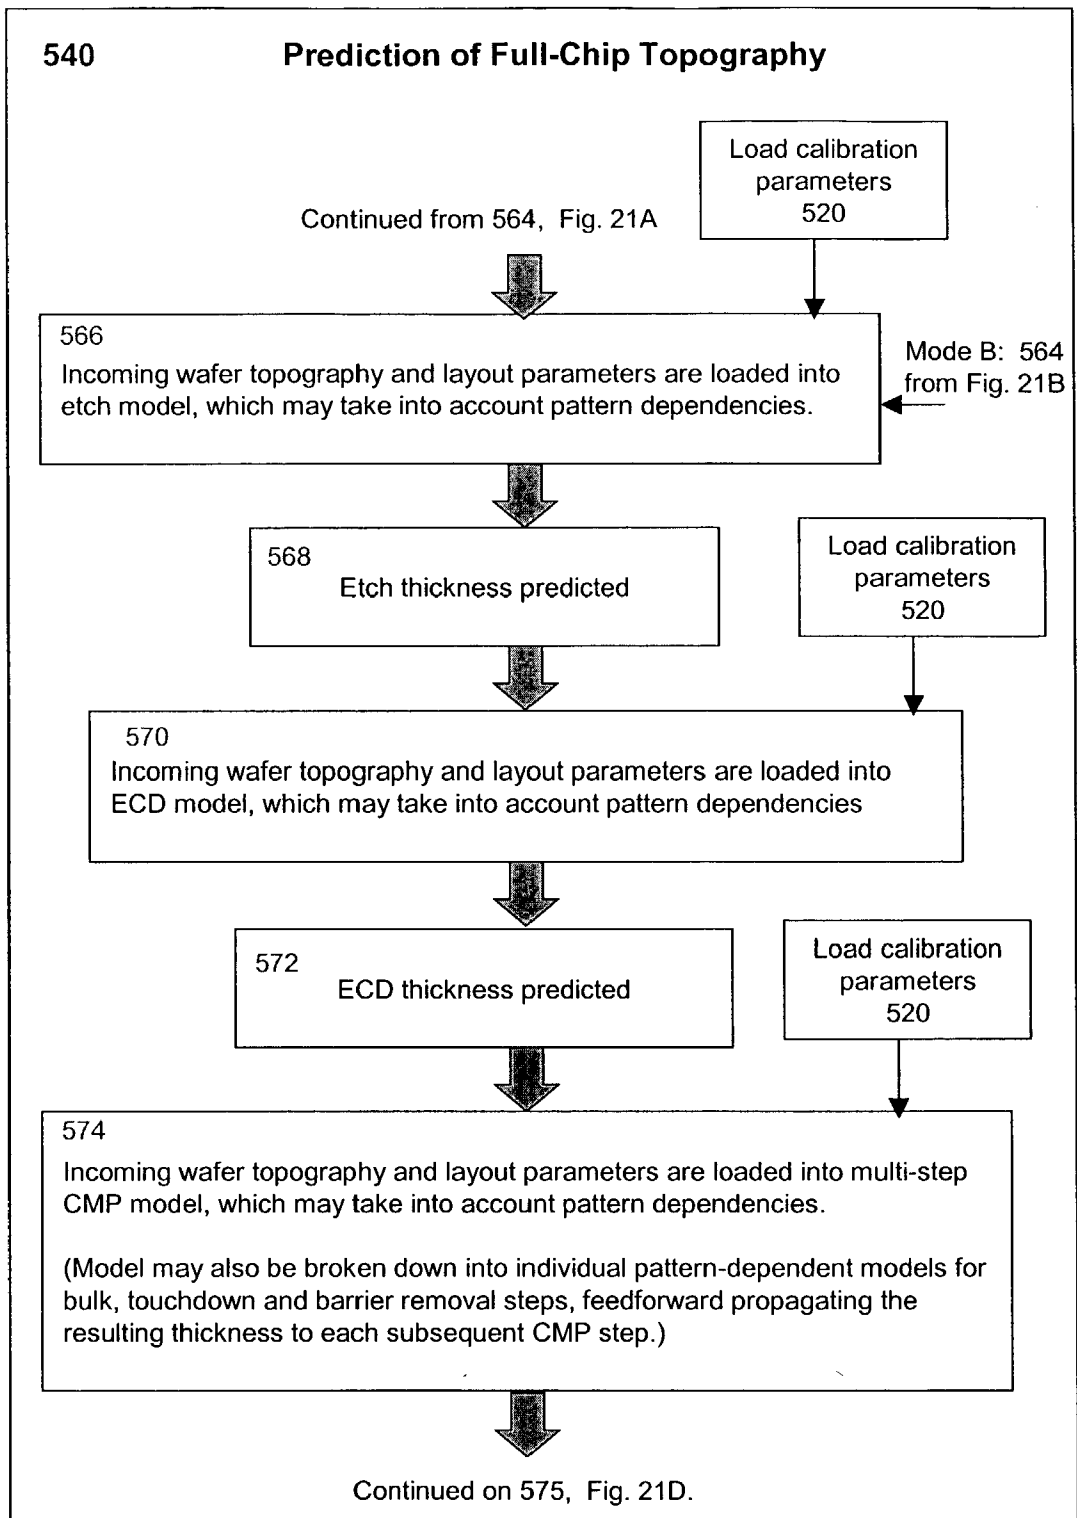 540 Prediction of Full-Chip Topography
Load calibration
parameters
520
Continued from 564, Fig. 21A
566
Incoming wafer topography and layout parameters are loaded into
etch model, which may take into account pattern dependencies.
Mode B: 564
from Fig. 21B
568
Etch thickness predicted
Load calibration
parameters
520
570
Incoming wafer topography and layout parameters are loaded into
ECD model, which may take into account pattern dependencies
572
ECD thickness predicted
Load calibration
parameters
520
574
Incoming wafer topography and layout parameters are loaded into multi-step
CMP model, which may take into account pattern dependencies.
(Model may also be broken down into individual pattern-dependent models for
bulk, touchdown and barrier removal steps, feedforward propagating the
resulting thickness to each subsequent CMP step.)
Continued on 575, Fig. 21D.